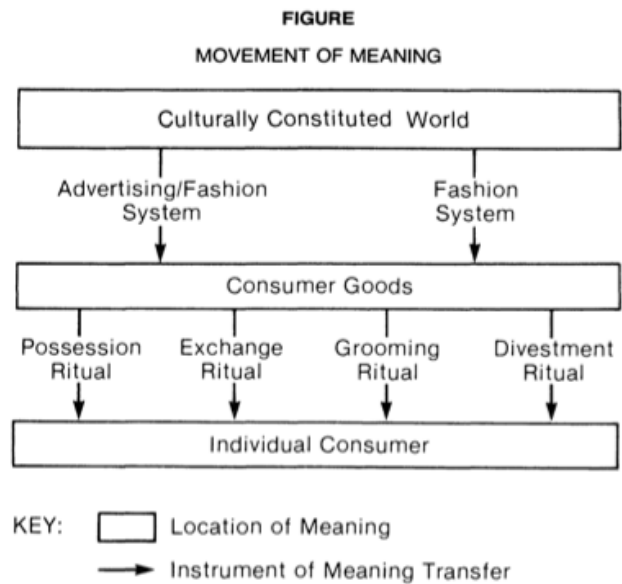 FIGURE
MOVEMENT OF MEANING
Culturally Constituted World
Advertising/Fashion
System
Fashion
System
Consumer Goods
Possession
Ritual
Exchange
Ritual
Grooming
Ritual
Divestment
Ritual
Individual Consumer
KEY:
Location of Meaning
Instrument of Meaning Transfer